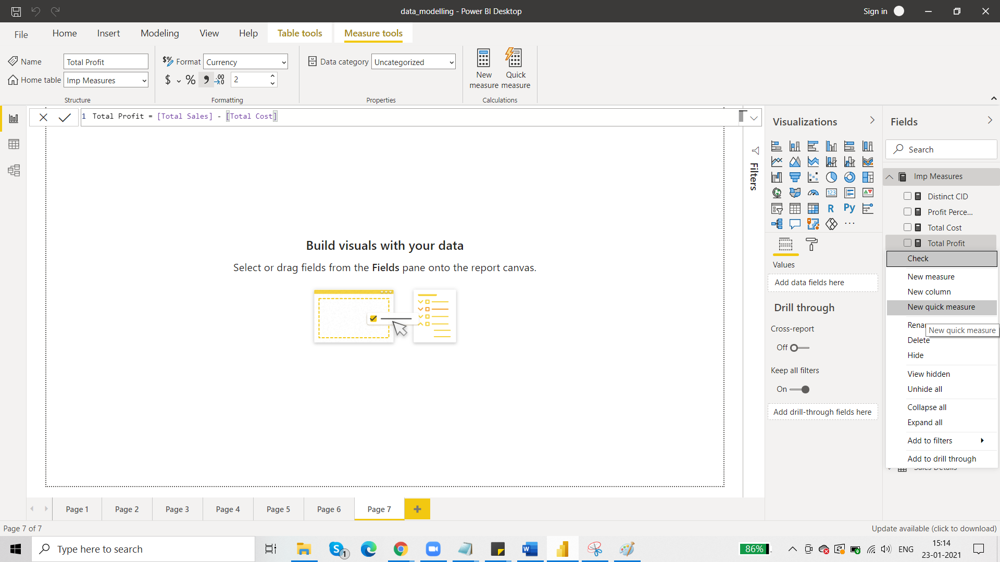 data_modelling - Power BI Desktop
Sign in
File
Home
Insert
Modeling
View
Help
Table tools
Measure tools
Name
Total Profit
Home table
Imp Measures
Structure
$% Format
Currency
$ % , .00 →.0
2
Formatting
Data category
Uncategorized
Properties
New measure
Quick measure
Calculations
1 Total Profit = [Total Sales] - [Total Cost]
Build visuals with your data
Select or drag fields from the Fields pane onto the report canvas.
Filters
Visualizations
123
R
Py
...
Values
Add data fields here
Drill through
Cross-report
Off
Keep all filters
On
Add drill-through fields here
Fields
Search
Imp Measures
Distinct CID
Profit Perce...
Total Cost
Total Profit
Check
New measure
New column
New quick measure
Renam
New quick measure
Delete
Hide
View hidden
Unhide all
Collapse all
Expand all
Add to filters
Add to drill through
Sales Details
Page 1
Page 2
Page 3
Page 4
Page 5
Page 6
Page 7
+
Page 7 of 7
Update available (click to download)
Type here to search
1
86%
ENG
15:14
23-01-2021